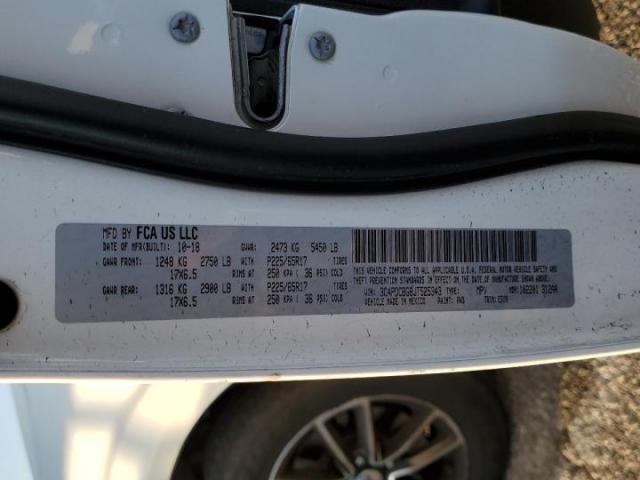 MFD BY FCA US LLC
DATE OF MFR(BUILT): 10-18 GVWR: 2473 KG 5450 LB
GAWR FRONT: 1248 KG 2750 LB WITH P225/65R17 TIRES
17X6.5 RIMS AT 250 KPA / 36 PSI COLD
GAWR REAR: 1316 KG 2900 LB WITH P225/65R17 TIRES
17X6.5 RIMS AT 250 KPA / 36 PSI COLD
THIS VEHICLE CONFORMS TO ALL APPLICABLE U.S.A. FEDERAL MOTOR VEHICLE SAFETY, BUMPER, AND
THEFT PREVENTION STANDARDS IN EFFECT ON THE DATE OF MANUFACTURE SHOWN ABOVE.
VIN: TYPE: MPV MDH:
MADE IN MEXICO PAINT: PW3 TRIM: